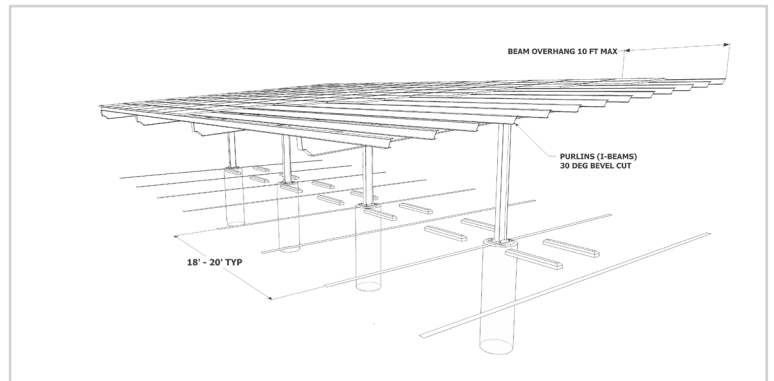 BEAM OVERHANG 10 FT MAX
PURLINS (I-BEAMS)
30 DEG BEVEL CUT
18' - 20' TYP